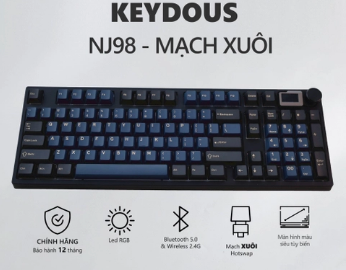 KEYDOUS
NJ98 - MẠCH XUÔI
CHÍNH HÃNG
Bảo hành 12 tháng
Led RGB
Bluetooth 5.0
& Wireless 2.4G
Mạch XUÔI
Hotswap
Màn hình màu
siêu tùy biến